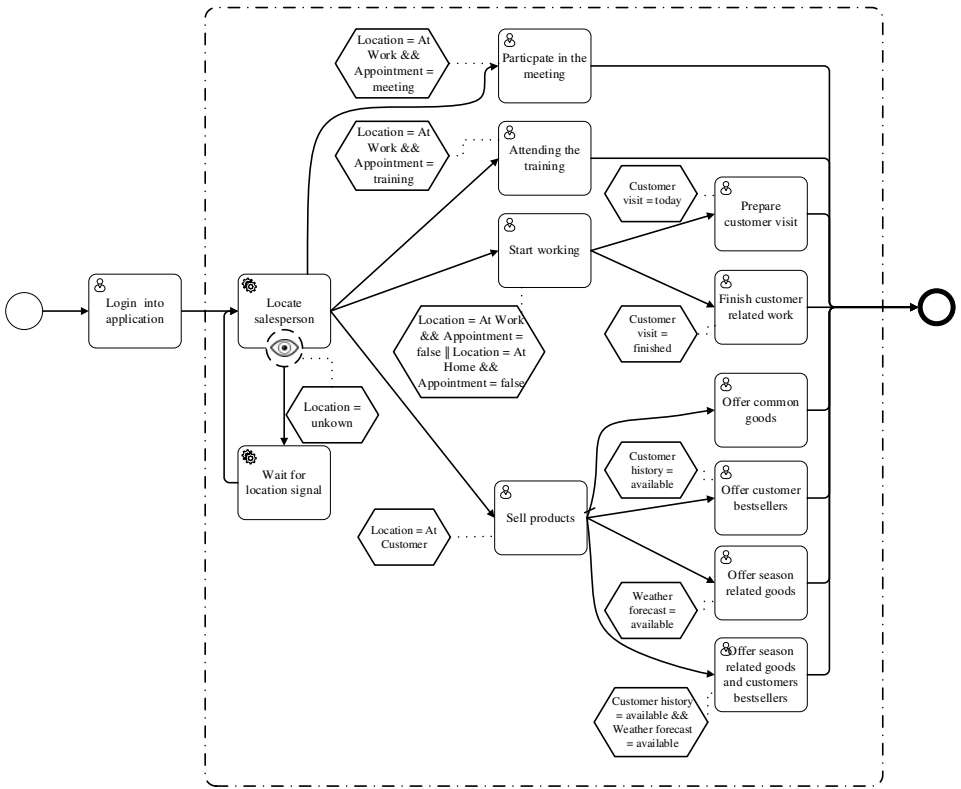 Location = At
Work &&
Appointment =
meeting
Particpate in the
meeting
Location = At
Work &&
Appointment =
training
Attending the
training
Customer
visit = today
Prepare
customer visit
Start working
Login into
application
Locate
salesperson
Finish customer
related work
Location = At Work
&& Appointment =
false || Location = At
Home &&
Appointment = false
Customer
visit =
finished
Location =
unkown
Offer common
goods
Wait for
location signal
Customer
history =
available
Offer customer
bestsellers
Sell products
Location = At
Customer
Offer season
related goods
Weather
forecast =
available
Offer season
related goods
and customers
bestsellers
Customer history
= available &&
Weather forecast
= available